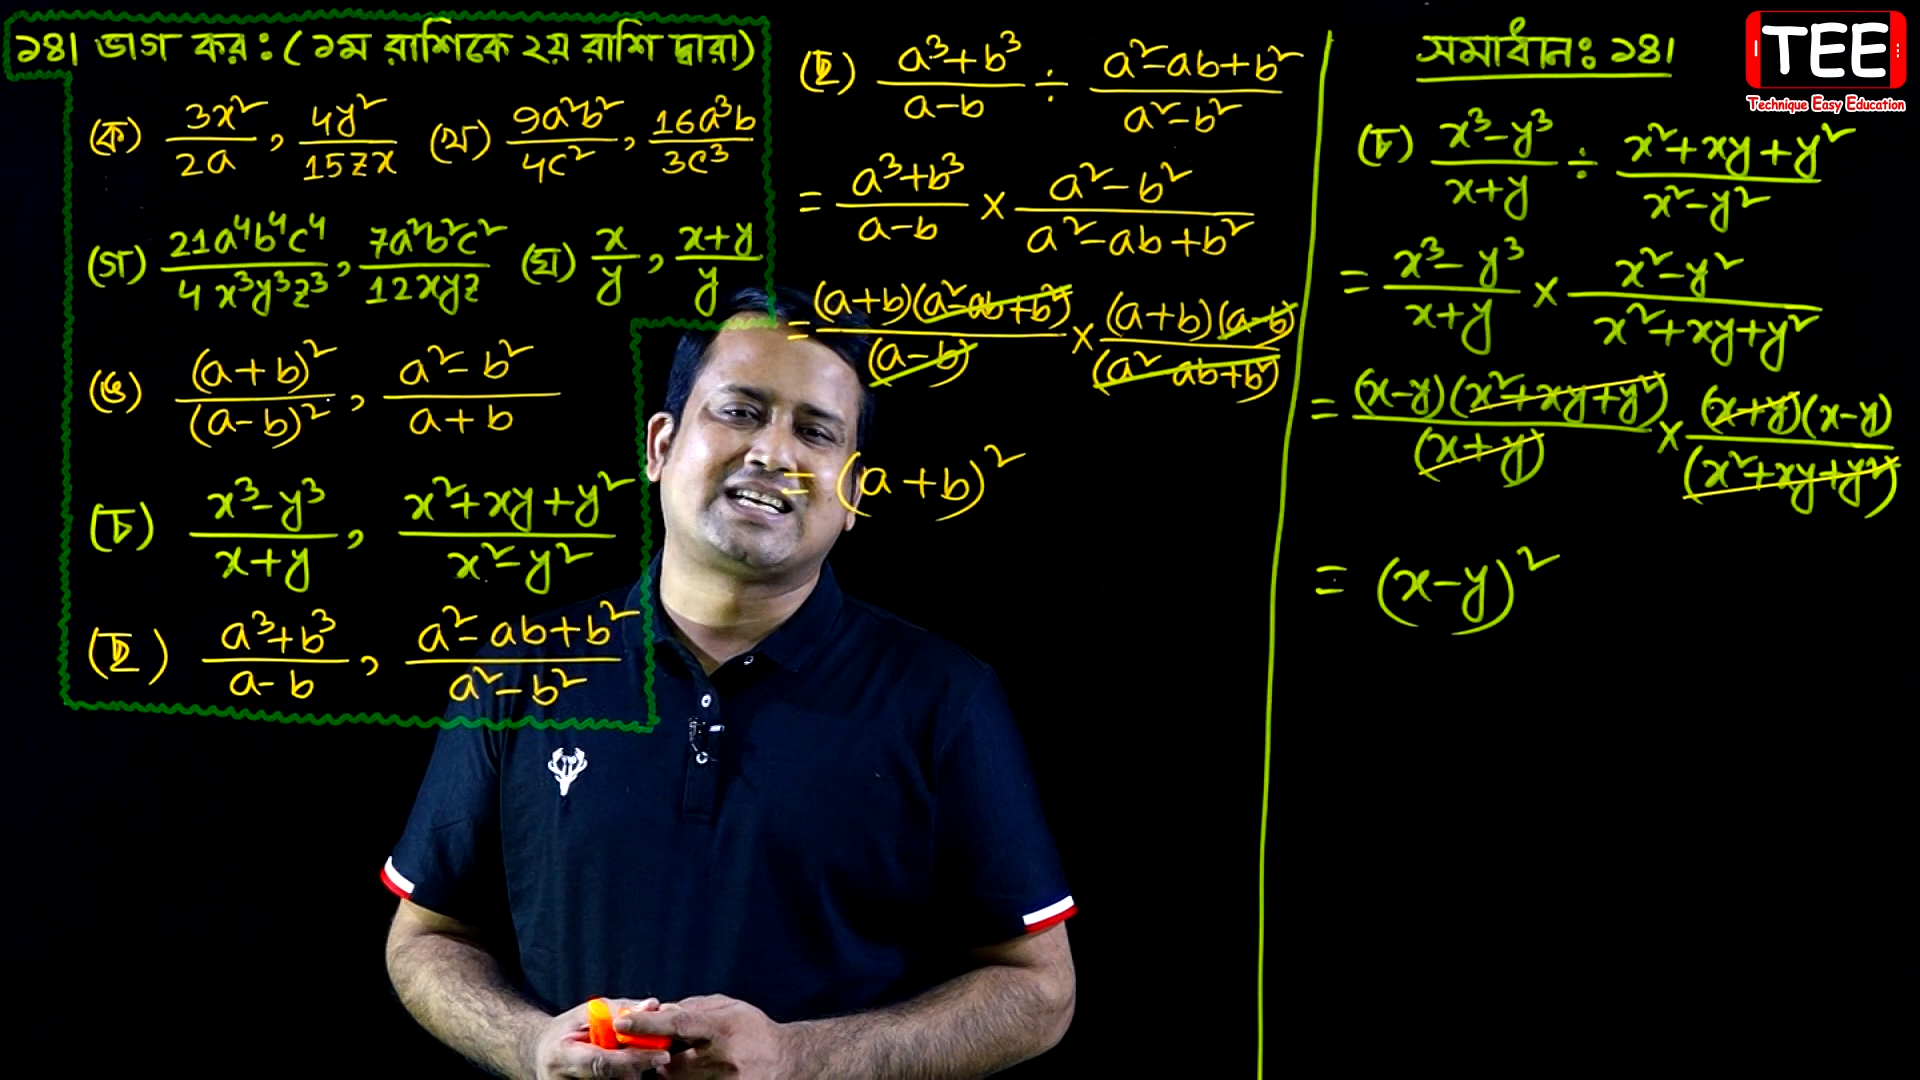 ১৪। ভাগ কর : ( ১ম রাশিকে ২য় রাশি দ্বারা )
(ক) 3x²/2a , 4y²/15zx (খ) 9a²b²/4c² , 16a³b/3c³
(গ) 21a⁴b⁴c⁴/4x³y³z³ , 7a²b²c²/12xyz (ঘ) x/y , x+y/y
(ঙ) (a+b)²/(a-b)² , a²-b²/a+b
(চ) x³-y³/x+y , x²+xy+y²/x²-y²
(ছ) a³+b³/a-b , a²-ab+b²/a²-b²
(ছ) a³+b³/a-b ÷ a²-ab+b²/a²-b²
= a³+b³/a-b × a²-b²/a²-ab+b²
= (a+b)(a²-ab+b²)/(a-b) × (a+b)(a-b)/(a²-ab+b²)
= (a+b)²
সমাধান: ১৪।
(চ) x³-y³/x+y ÷ x²+xy+y²/x²-y²
= x³-y³/x+y × x²-y²/x²+xy+y²
= (x-y)(x²+xy+y²)/(x+y) × (x+y)(x-y)/(x²+xy+y²)
= (x-y)²
TEE
Technique Easy Education